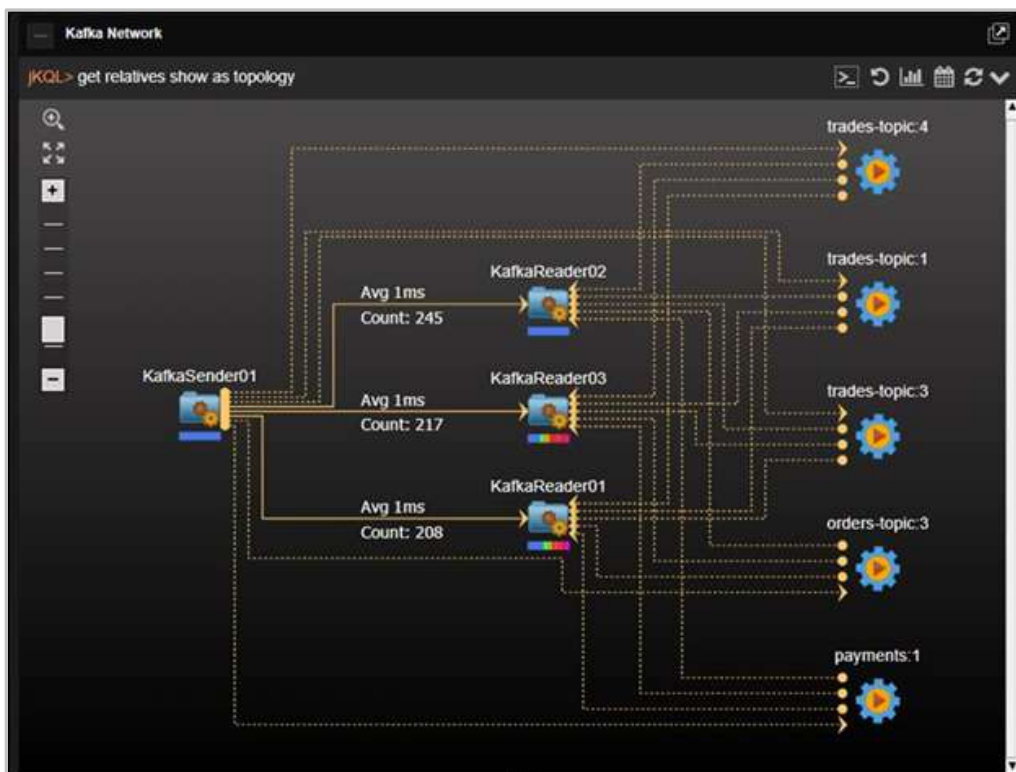 Kafka Network
jKQL> get relatives show as topology
trades-topic:4
trades-topic:1
KafkaReader02
Avg 1ms
Count: 245
KafkaSender01
KafkaReader03
trades-topic:3
Avg 1ms
Count: 217
KafkaReader01
Avg 1ms
Count: 208
orders-topic:3
payments:1